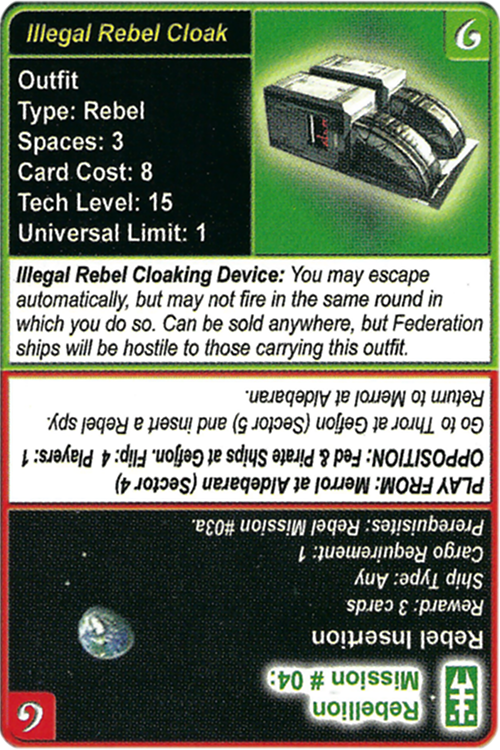 Illegal Rebel Cloak
6
Outfit
Type: Rebel
Spaces: 3
Card Cost: 8
Tech Level: 15
Universal Limit: 1
Illegal Rebel Cloaking Device: You may escape
automatically, but may not fire in the same round in
which you do so. Can be sold anywhere, but Federation
ships will be hostile to those carrying this outfit.
6
Rebellion
Mission # 04:
Rebel Insertion
Reward: 3 cards
Ship Type: Any
Cargo Requirement: 1
Prerequisites: Rebel Mission #03a.
PLAY FROM: Merrol at Aldebaran (Sector 4)
OPPOSITION: Fed & Pirate Ships at Gefjon. Flip: 4 Players: 1
Go to Thror at Gefjon (Sector 5) and insert a Rebel spy.
Return to Merrol at Aldebaran.